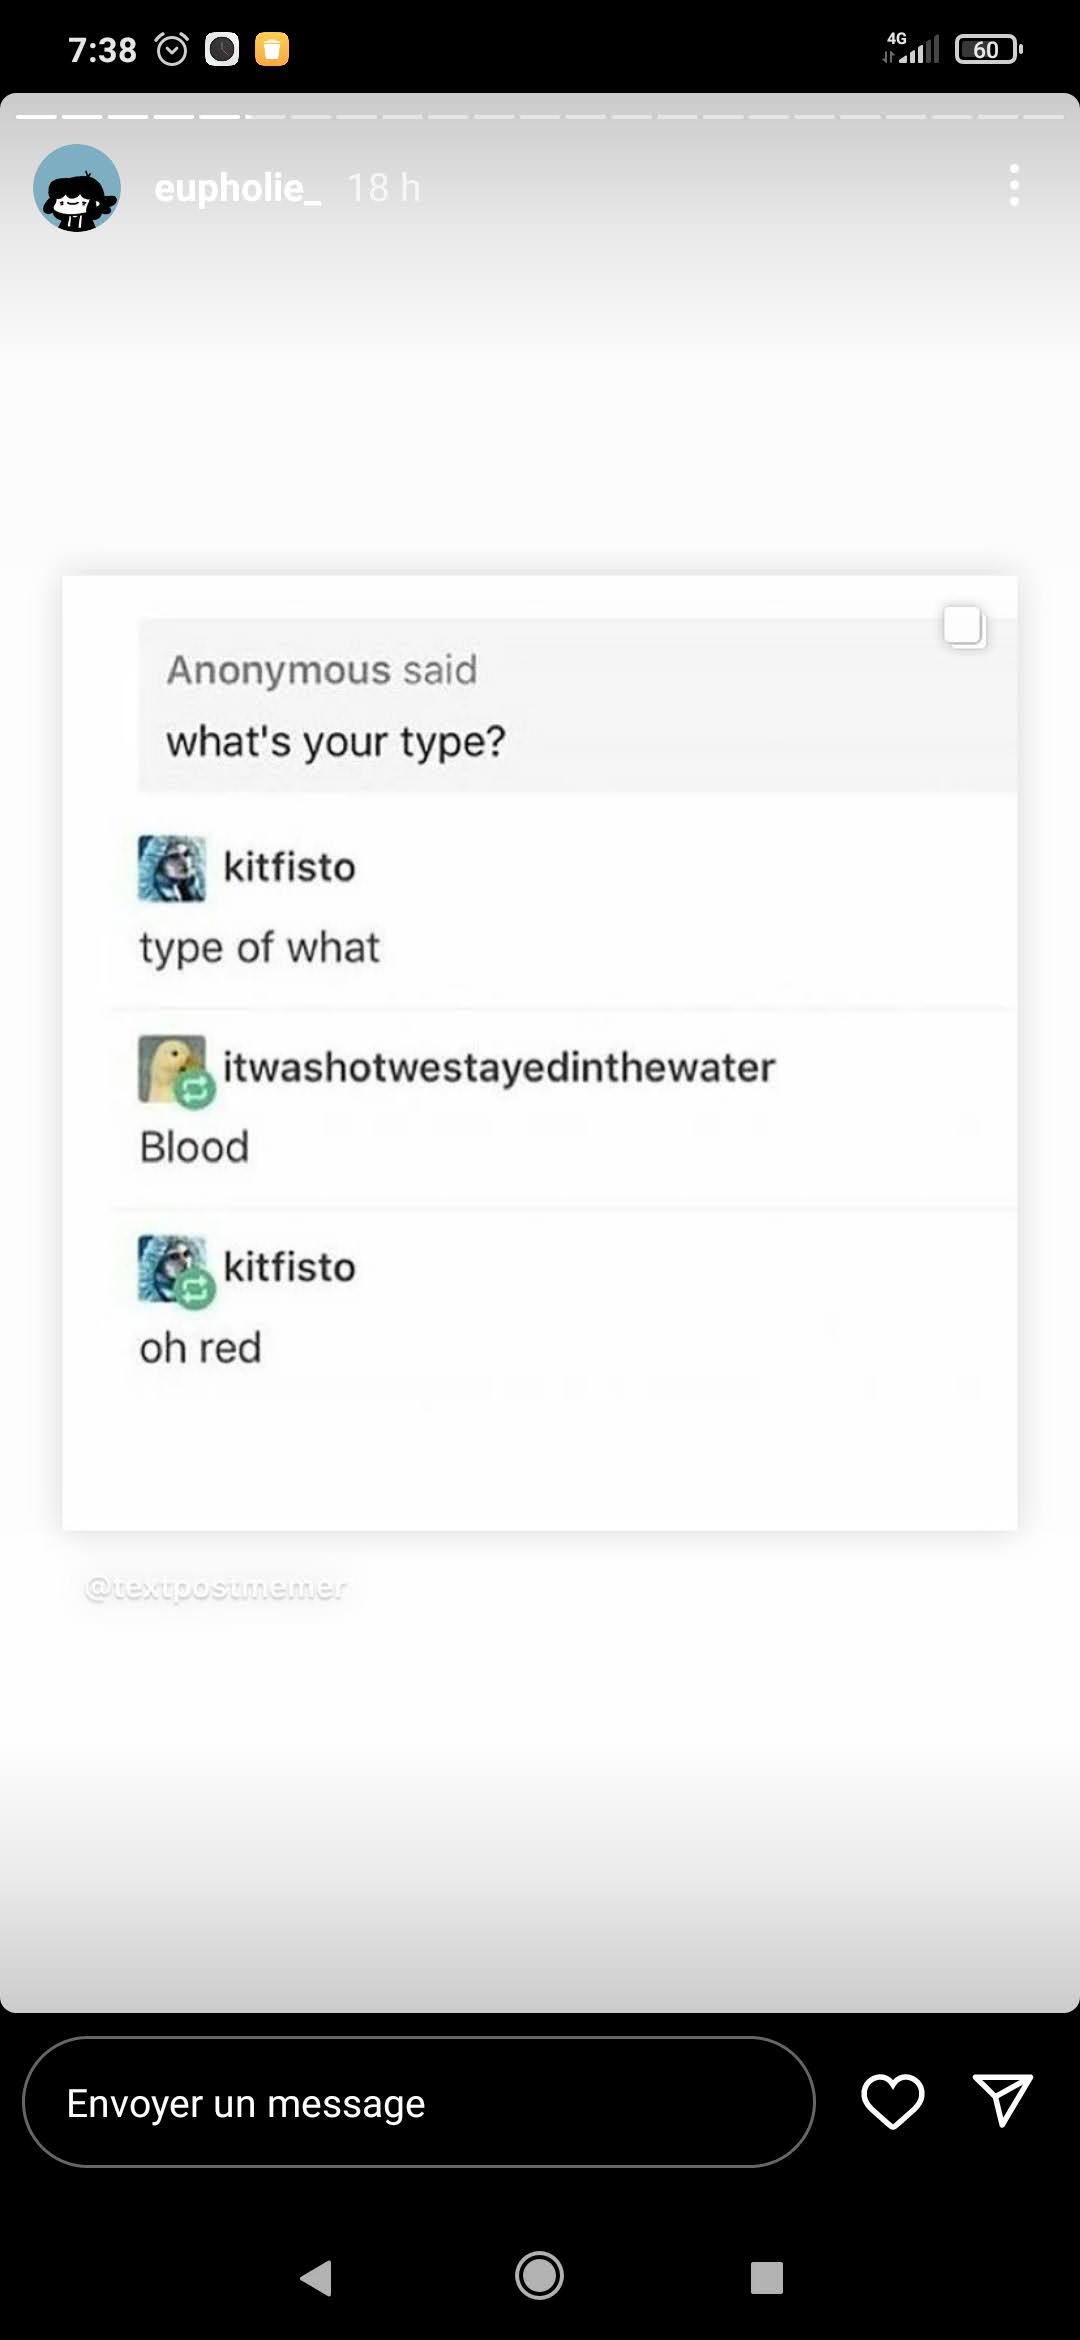 7:38
4G
60
eupholie_ 18 h
Anonymous said
what's your type?
kitfisto
type of what
itwashotwestayedinthewater
Blood
kitfisto
oh red
@textpostmemer
Envoyer un message